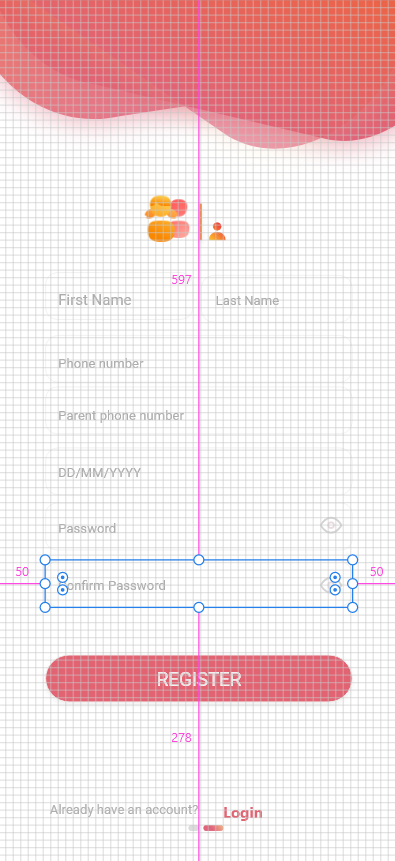 597
First Name
Last Name
Phone number
Parent phone number
DD/MM/YYYY
Password
50
50
onfirm Password
REGISTER
278
Already have an account?
Login